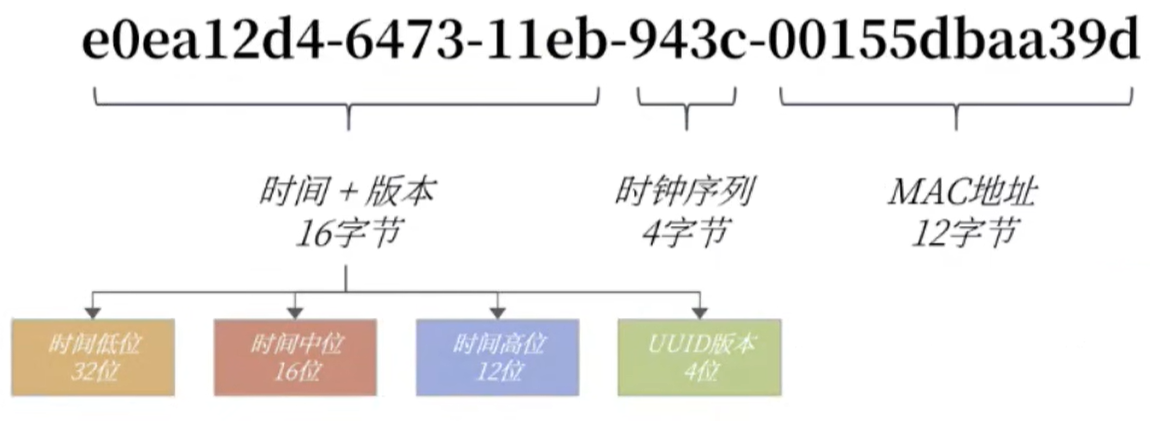 e0ea12d4-6473-11eb-943c-00155dbaa39d
时间 + 版本
16字节
时钟序列
4字节
MAC地址
12字节
时间低位
32位
时间中位
16位
时间高位
12位
UUID版本
4位